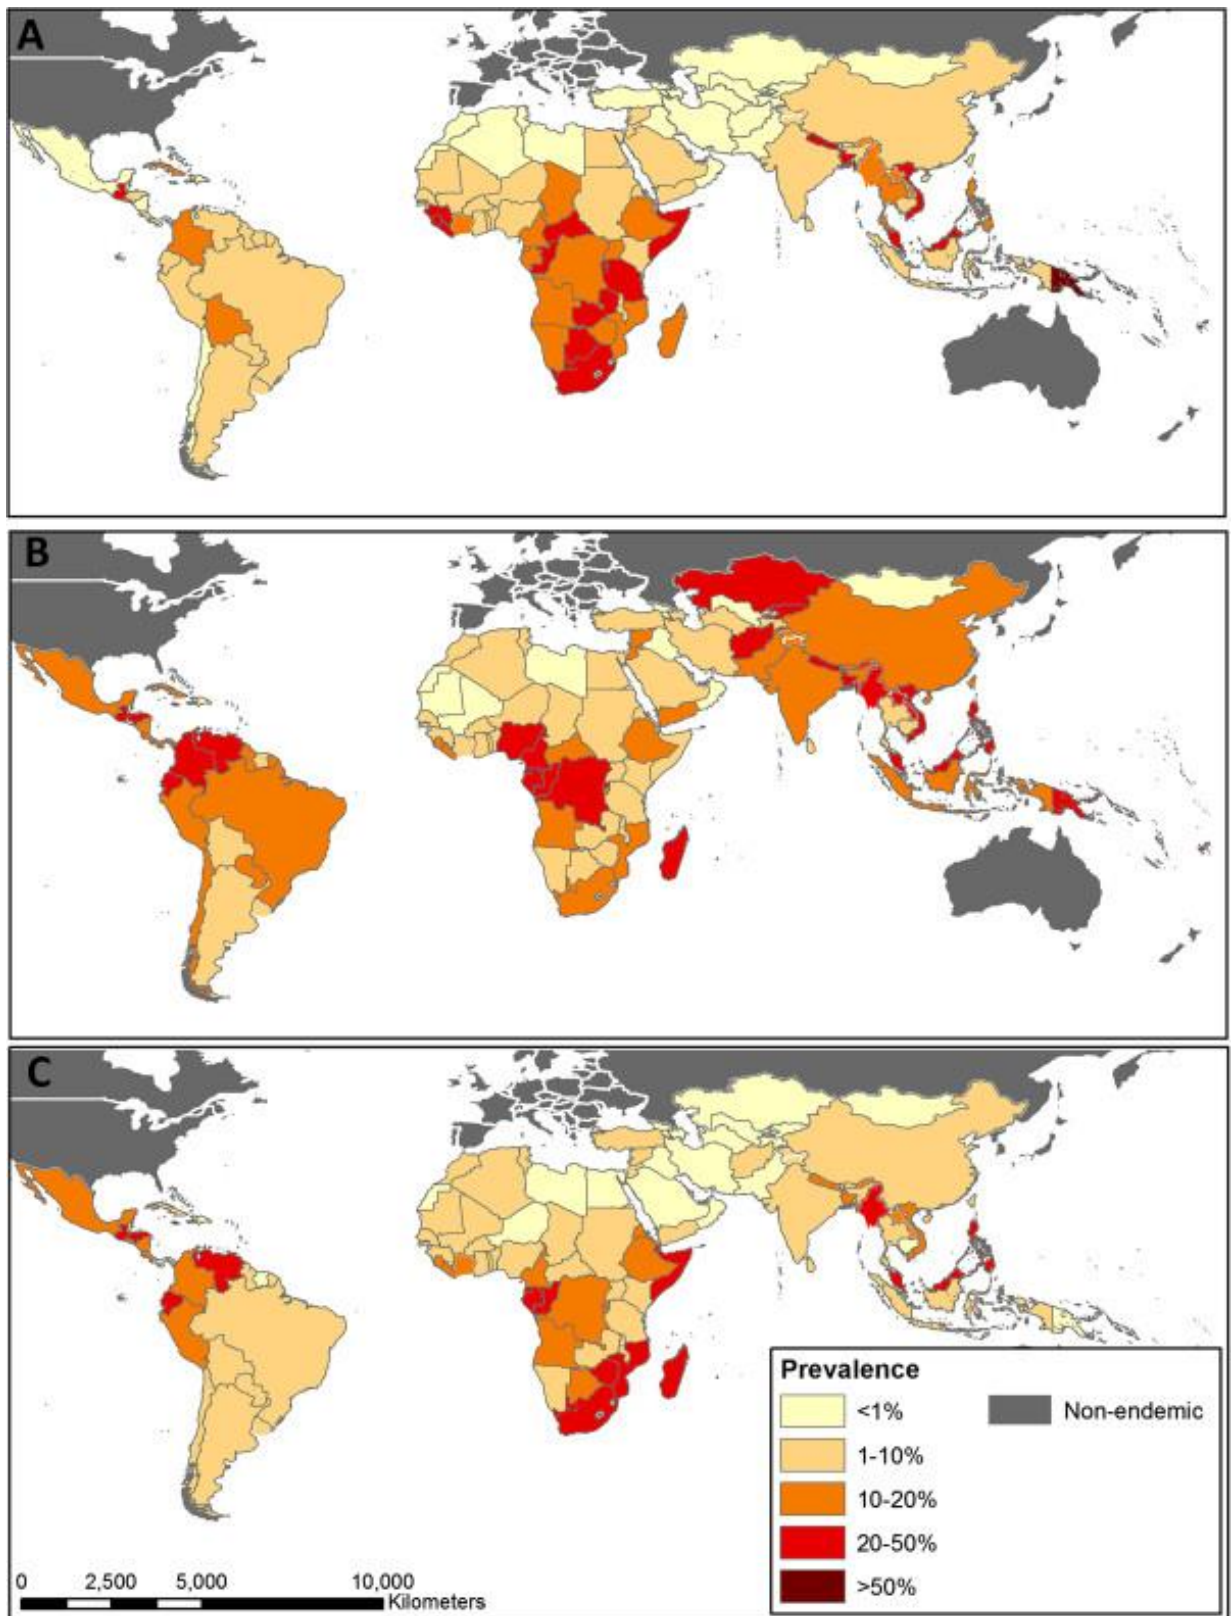 A
B
C
Prevalence
<1%
Non-endemic
1-10%
10-20%
20-50%
>50%
0 2,500 5,000 10,000
Kilometers